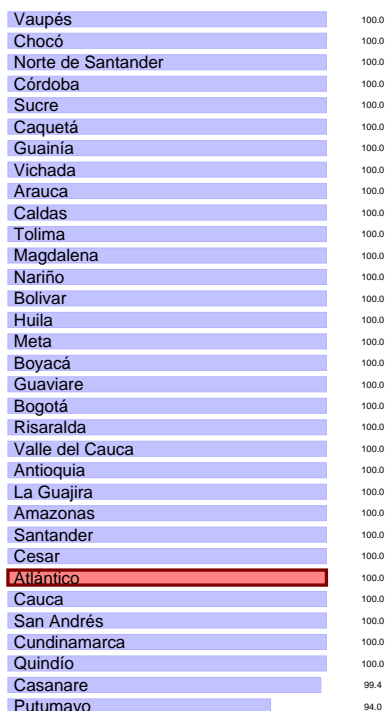 Vaupés 100.0
Chocó 100.0
Norte de Santander 100.0
Córdoba 100.0
Sucre 100.0
Caquetá 100.0
Guainía 100.0
Vichada 100.0
Arauca 100.0
Caldas 100.0
Tolima 100.0
Magdalena 100.0
Nariño 100.0
Bolivar 100.0
Huila 100.0
Meta 100.0
Boyacá 100.0
Guaviare 100.0
Bogotá 100.0
Risaralda 100.0
Valle del Cauca 100.0
Antioquia 100.0
La Guajira 100.0
Amazonas 100.0
Santander 100.0
Cesar 100.0
Atlántico 100.0
Cauca 100.0
San Andrés 100.0
Cundinamarca 100.0
Quindío 100.0
Casanare 99.4
Putumayo 94.0